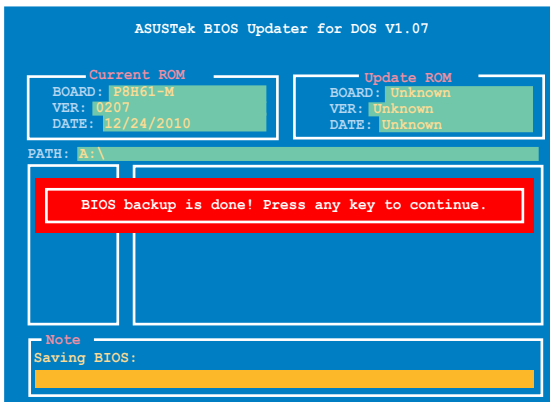 ASUSTek BIOS Updater for DOS V1.07
Current ROM
BOARD: P8H61-M
VER: 0207
DATE: 12/24/2010
Update ROM
BOARD: Unknown
VER: Unknown
DATE: Unknown
PATH: A:\
BIOS backup is done! Press any key to continue.
Note
Saving BIOS: